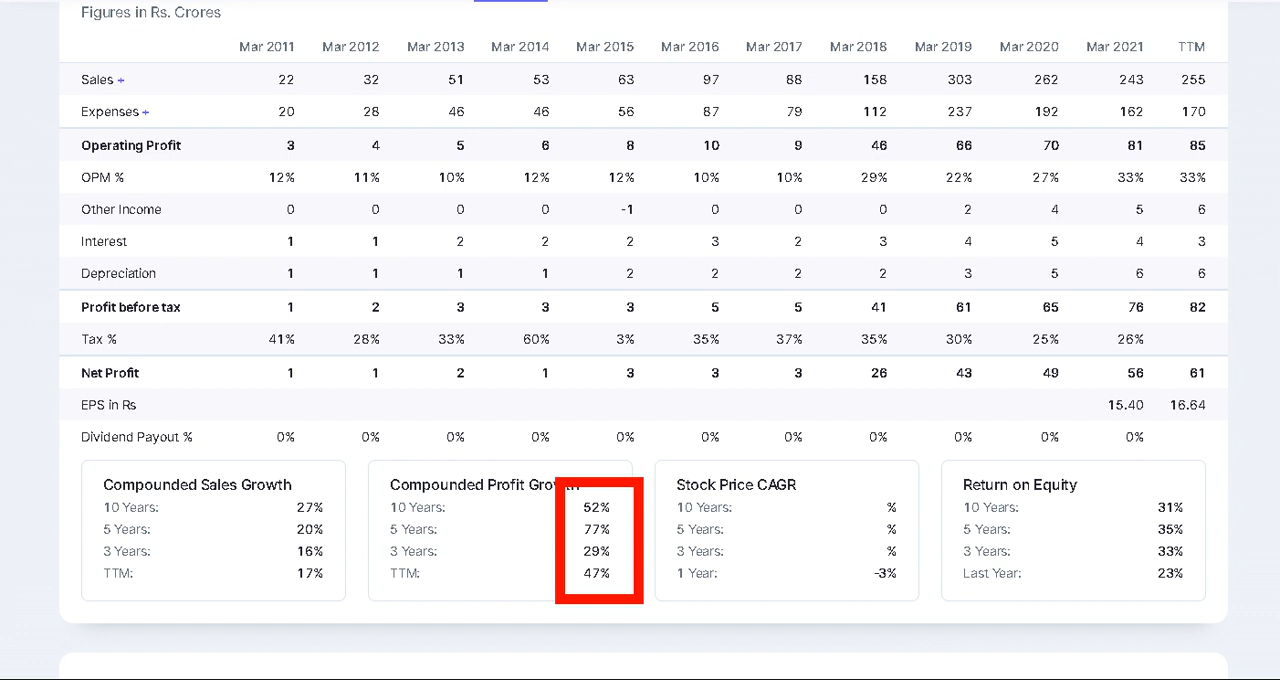 Figures in Rs. Crores
Mar 2011 Mar 2012 Mar 2013 Mar 2014 Mar 2015 Mar 2016 Mar 2017 Mar 2018 Mar 2019 Mar 2020 Mar 2021 TTM
Sales + 22 32 51 53 63 97 88 158 303 262 243 255
Expenses + 20 28 46 46 56 87 79 112 237 192 162 170
Operating Profit 3 4 5 6 8 10 9 46 66 70 81 85
OPM % 12% 11% 10% 12% 12% 10% 10% 29% 22% 27% 33% 33%
Other Income 0 0 0 0 -1 0 0 0 2 4 5 6
Interest 1 1 2 2 2 3 2 3 4 5 4 3
Depreciation 1 1 1 1 2 2 2 2 3 5 6 6
Profit before tax 1 2 3 3 3 5 5 41 61 65 76 82
Tax % 41% 28% 33% 60% 3% 35% 37% 35% 30% 25% 26%
Net Profit 1 1 2 1 3 3 3 26 43 49 56 61
EPS in Rs 15.40 16.64
Dividend Payout % 0% 0% 0% 0% 0% 0% 0% 0% 0% 0% 0%
Compounded Sales Growth
10 Years: 27%
5 Years: 20%
3 Years: 16%
TTM: 17%
Compounded Profit Growth
10 Years: 52%
5 Years: 77%
3 Years: 29%
TTM: 47%
Stock Price CAGR
10 Years: %
5 Years: %
3 Years: %
1 Year: -3%
Return on Equity
10 Years: 31%
5 Years: 35%
3 Years: 33%
Last Year: 23%